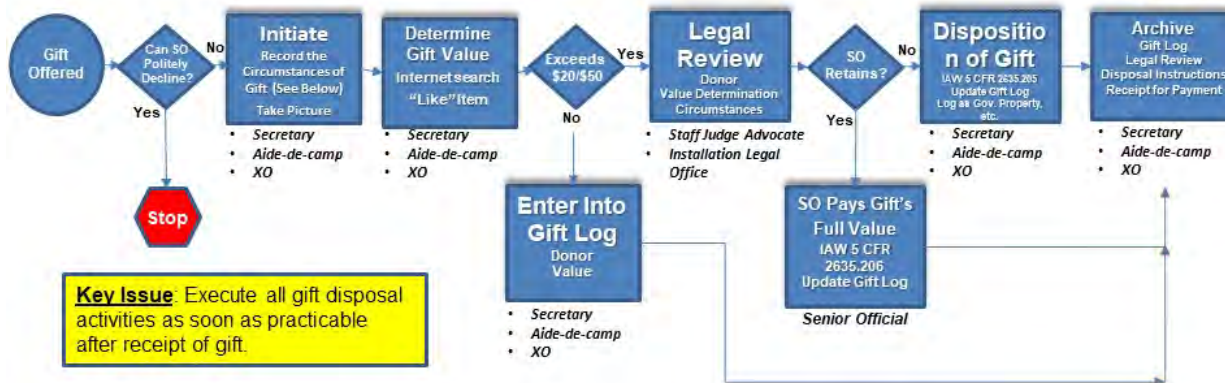 Gift
Offered
Can SO
Politely
Decline?
No
Yes
Stop
Initiate
Record the
Circumstances of
Gift (See Below)
Take Picture
• Secretary
• Aide-de-camp
• XO
Determine
Gift Value
Internetsearch
“Like”Item
• Secretary
• Aide-de-camp
• XO
Exceeds
$20/$50
Yes
No
Enter Into
Gift Log
Donor
Value
• Secretary
• Aide-de-camp
• XO
Legal
Review
Donor
Value Determination
Circumstances
• Staff Judge Advocate
• Installation Legal
Office
SO
Retains?
No
Yes
SO Pays Gift's
Full Value
IAW 5 CFR
2635.206
Update Gift Log
Senior Official
Dispositio
n of Gift
IAW 5 CFR 2635.205
Update Gift Log
Log as Gov. Property,
etc.
• Secretary
• Aide-de-camp
• XO
Archive
Gift Log
Legal Review
Disposal Instructions
Receipt for Payment
• Secretary
• Aide-de-camp
• XO
Key Issue: Execute all gift disposal
activities as soon as practicable
after receipt of gift.